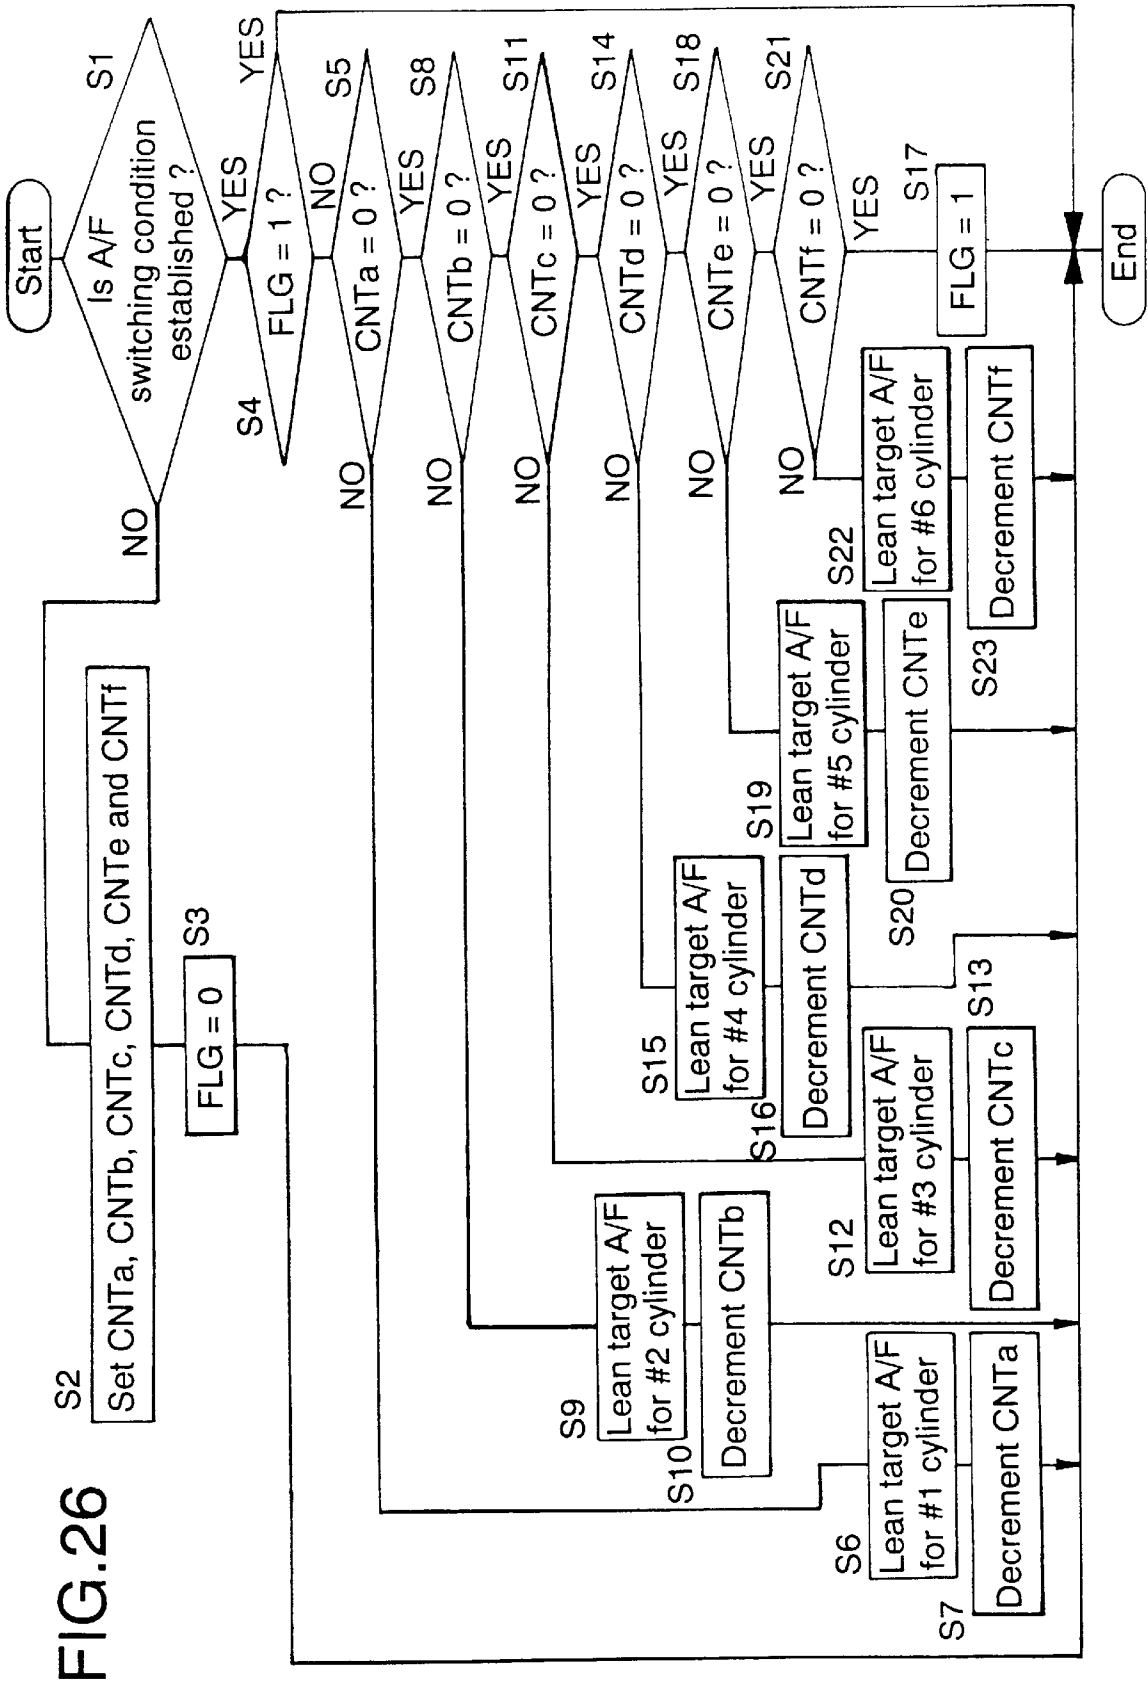 FIG.26
Start
S1
Is A/F
switching condition
established ?
NO
YES
S2
Set CNTa, CNTb, CNTc, CNTd, CNTe and CNTf
S3
FLG = 0
S4
FLG = 1 ?
YES
NO
S5
CNTa = 0 ?
NO
YES
S6
Lean target A/F
for #1 cylinder
S7
Decrement CNTa
S8
CNTb = 0 ?
NO
YES
S9
Lean target A/F
for #2 cylinder
S10
Decrement CNTb
S11
CNTc = 0 ?
NO
YES
S12
Lean target A/F
for #3 cylinder
S13
Decrement CNTc
S14
CNTd = 0 ?
NO
YES
S15
Lean target A/F
for #4 cylinder
S16
Decrement CNTd
S18
CNTe = 0 ?
NO
YES
S19
Lean target A/F
for #5 cylinder
S20
Decrement CNTe
S21
CNTf = 0 ?
NO
YES
S22
Lean target A/F
for #6 cylinder
S23
Decrement CNTf
S17
FLG = 1
End